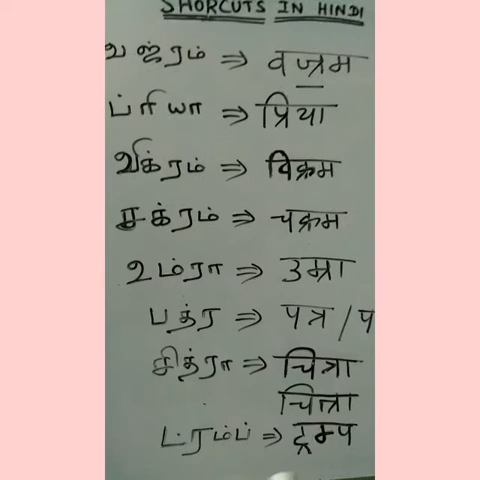 SHORCUTS IN HINDI
வஜ்ரம் ⇒ वज्रम
ப்ரியா ⇒ प्रिया
விக்ரம் ⇒ विक्रम
சக்ரம் ⇒ चक्रम
உம்ரா ⇒ उम्रा
பத்ர ⇒ पत्र / प
சித்ரா ⇒ चित्रा
चित्रा
ட்ரம்ப் ⇒ ट्रम्प